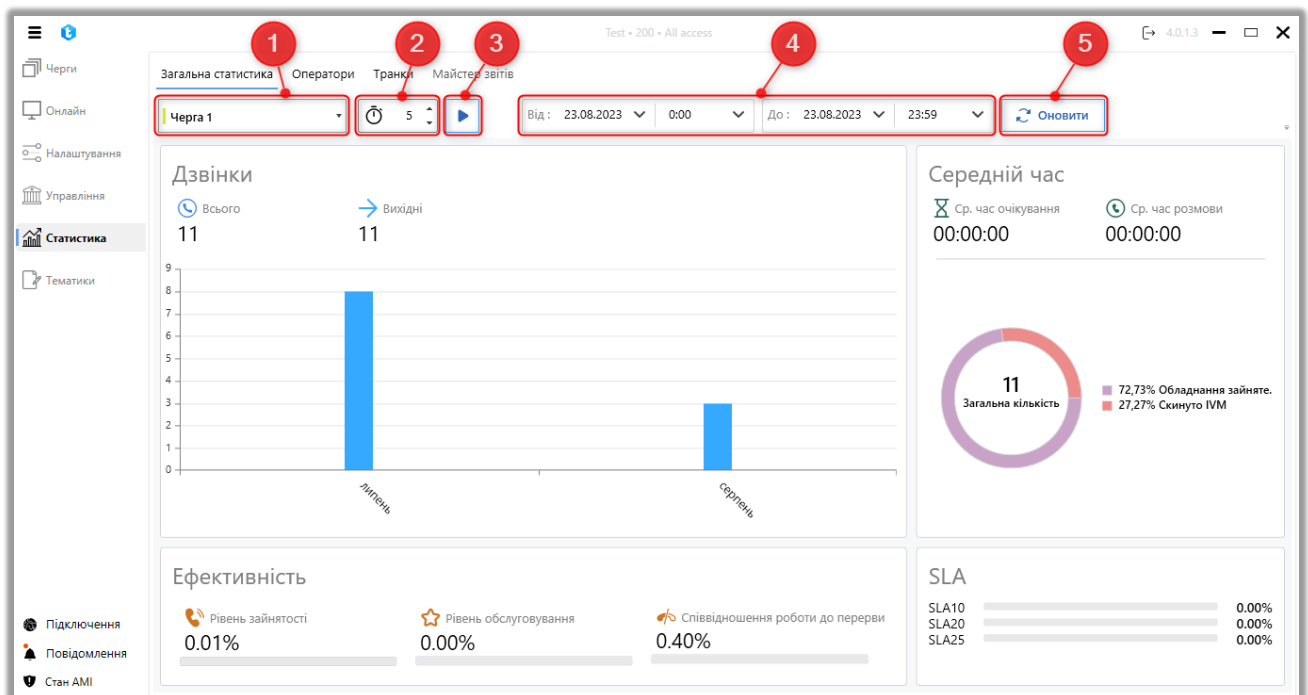 Test • 200 • All access
4.0.1.3
1
2
3
4
5
Черги
Онлайн
Налаштування
Управління
Статистика
Тематики
Підключення
Повідомлення
Стан AMI
Загальна статистика Оператори Транки Майстер звітів
Черга 1 5 Від : 23.08.2023 0:00 До : 23.08.2023 23:59 Оновити
Дзвінки
Всього Вихідні
11 11
9
8
7
6
5
4
3
2
1
0
липень серпень
Середній час
Ср. час очікування Ср. час розмови
00:00:00 00:00:00
11
Загальна кількість
72,73% Обладнання зайняте.
27,27% Скинуто IVM
Ефективність
Рівень зайнятості Рівень обслуговування Співвідношення роботи до перерви
0.01% 0.00% 0.40%
SLA
SLA10 0.00%
SLA20 0.00%
SLA25 0.00%